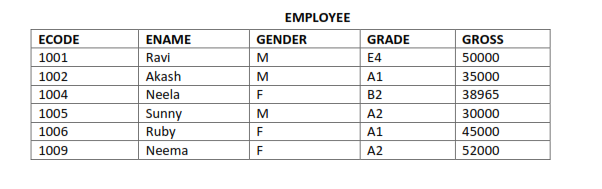 EMPLOYEE
ECODE ENAME GENDER GRADE GROSS
1001 Ravi M E4 50000
1002 Akash M A1 35000
1004 Neela F B2 38965
1005 Sunny M A2 30000
1006 Ruby F A1 45000
1009 Neema F A2 52000